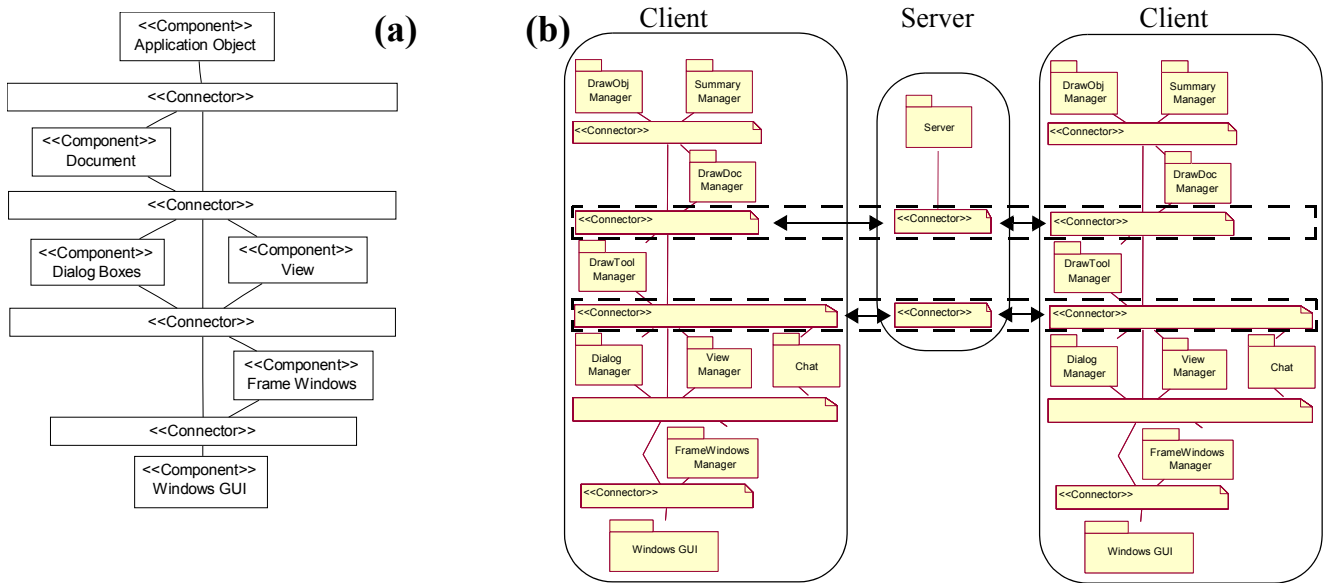 (a)
<<Component>>
Application Object
<<Connector>>
<<Component>>
Document
<<Connector>>
<<Component>>
Dialog Boxes
<<Component>>
View
<<Connector>>
<<Component>>
Frame Windows
<<Connector>>
<<Component>>
Windows GUI
(b)
Client
DrawObj
Manager
Summary
Manager
<<Connector>>
DrawDoc
Manager
<<Connector>>
DrawTool
Manager
<<Connector>>
Dialog
Manager
View
Manager
Chat
FrameWindows
Manager
<<Connector>>
Windows GUI
Server
Server
<<Connector>>
<<Connector>>
Client
DrawObj
Manager
Summary
Manager
<<Connector>>
DrawDoc
Manager
<<Connector>>
DrawTool
Manager
<<Connector>>
Dialog
Manager
View
Manager
Chat
FrameWindows
Manager
<<Connector>>
Windows GUI